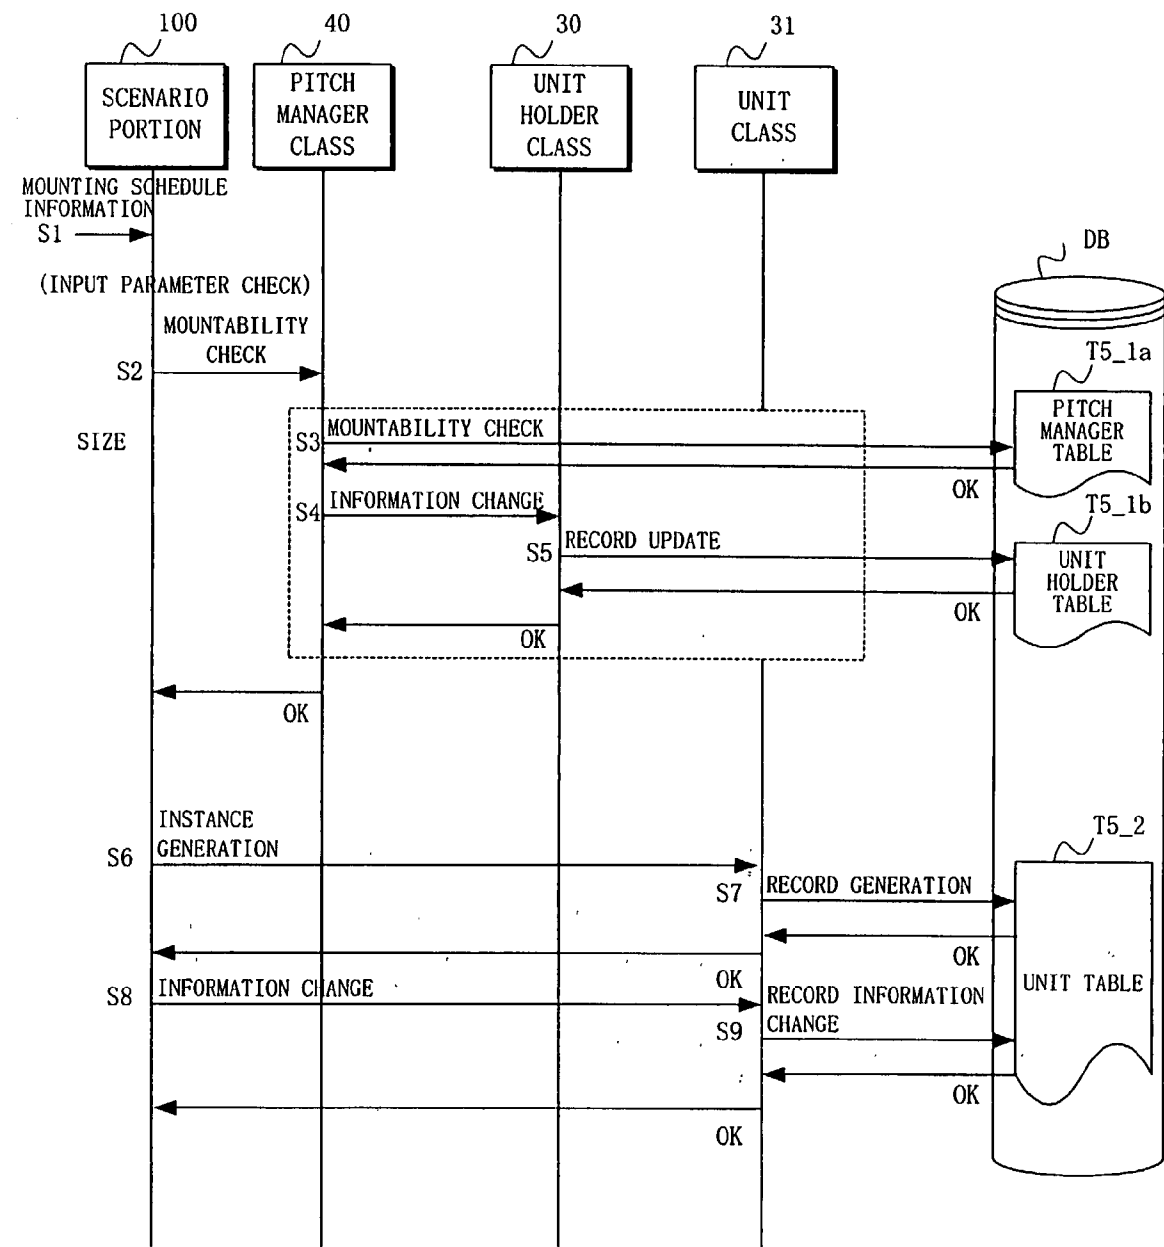 100
40
30
31
SCENARIO
PORTION
PITCH
MANAGER
CLASS
UNIT
HOLDER
CLASS
UNIT
CLASS
MOUNTING SCHEDULE
INFORMATION
S1
DB
(INPUT PARAMETER CHECK)
MOUNTABILITY
CHECK
S2
T5_1a
PITCH
MANAGER
TABLE
SIZE
S3
MOUNTABILITY CHECK
OK
S4
INFORMATION CHANGE
T5_1b
S5
RECORD UPDATE
UNIT
HOLDER
TABLE
OK
OK
OK
INSTANCE
GENERATION
S6
T5_2
S7
RECORD GENERATION
OK
OK
UNIT TABLE
S8
INFORMATION CHANGE
RECORD INFORMATION
CHANGE
S9
OK
OK